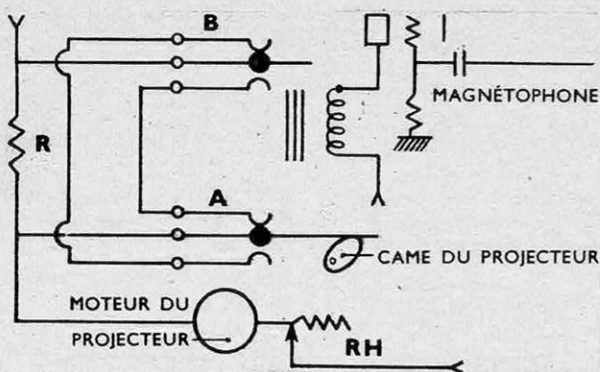 B
MAGNÉTOPHONE
R
A
CAME DU PROJECTEUR
MOTEUR DU
PROJECTEUR
RH